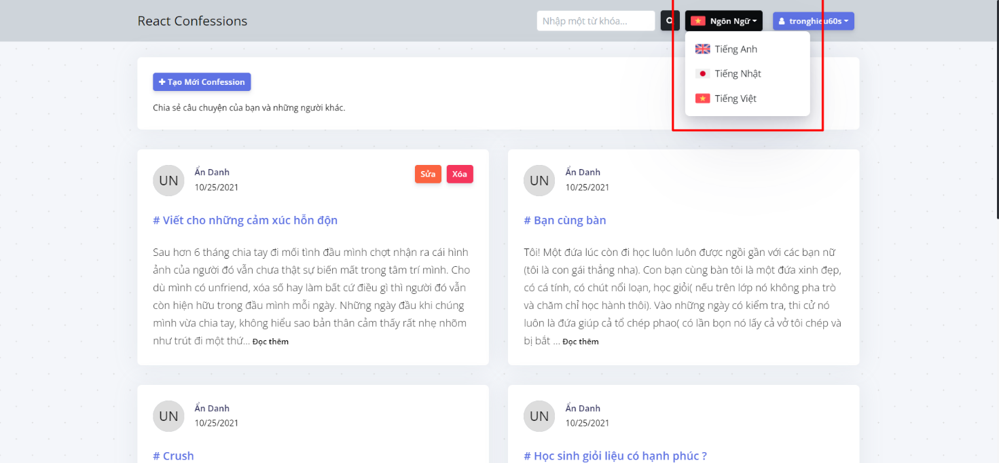 React Confessions
Nhập một từ khóa...
Ngôn Ngữ
tronghieu60s
Tiếng Anh
Tiếng Nhật
Tiếng Việt
Tạo Mới Confession
Chia sẻ câu chuyện của bạn và những người khác.
UN
Ẩn Danh
10/25/2021
Sửa
Xóa
# Viết cho những cảm xúc hỗn độn
Sau hơn 6 tháng chia tay đi mối tình đầu mình chợt nhận ra cái hình
ảnh của người đó vẫn chưa thật sự biến mất trong tâm trí mình. Cho
dù mình có unfriend, xóa số hay làm bất cứ điều gì thì người đó vẫn
còn hiện hữu trong đầu mình mỗi ngày. Những ngày đầu khi chúng
mình vừa chia tay, không hiểu sao bản thân cảm thấy rất nhẹ nhõm
như trút đi một thứ... Đọc thêm
UN
Ẩn Danh
10/25/2021
# Bạn cùng bàn
Tôi! Một đứa lúc còn đi học luôn luôn được ngồi gần với các bạn nữ
(tôi là con gái thẳng nha). Con bạn cùng bàn tôi là một đứa xinh đẹp,
có cá tính, có chút nổi loạn, học giỏi( nếu trên lớp nó không pha trò
và chăm chỉ học hành thôi). Vào những ngày có kiểm tra, thi cử nó
luôn là đứa giúp cả tổ chép phao( có lần bọn nó lấy cả vở tôi chép và
bị bắt ... Đọc thêm
UN
Ẩn Danh
10/25/2021
# Crush
UN
Ẩn Danh
10/25/2021
# Học sinh giỏi liệu có hạnh phúc ?